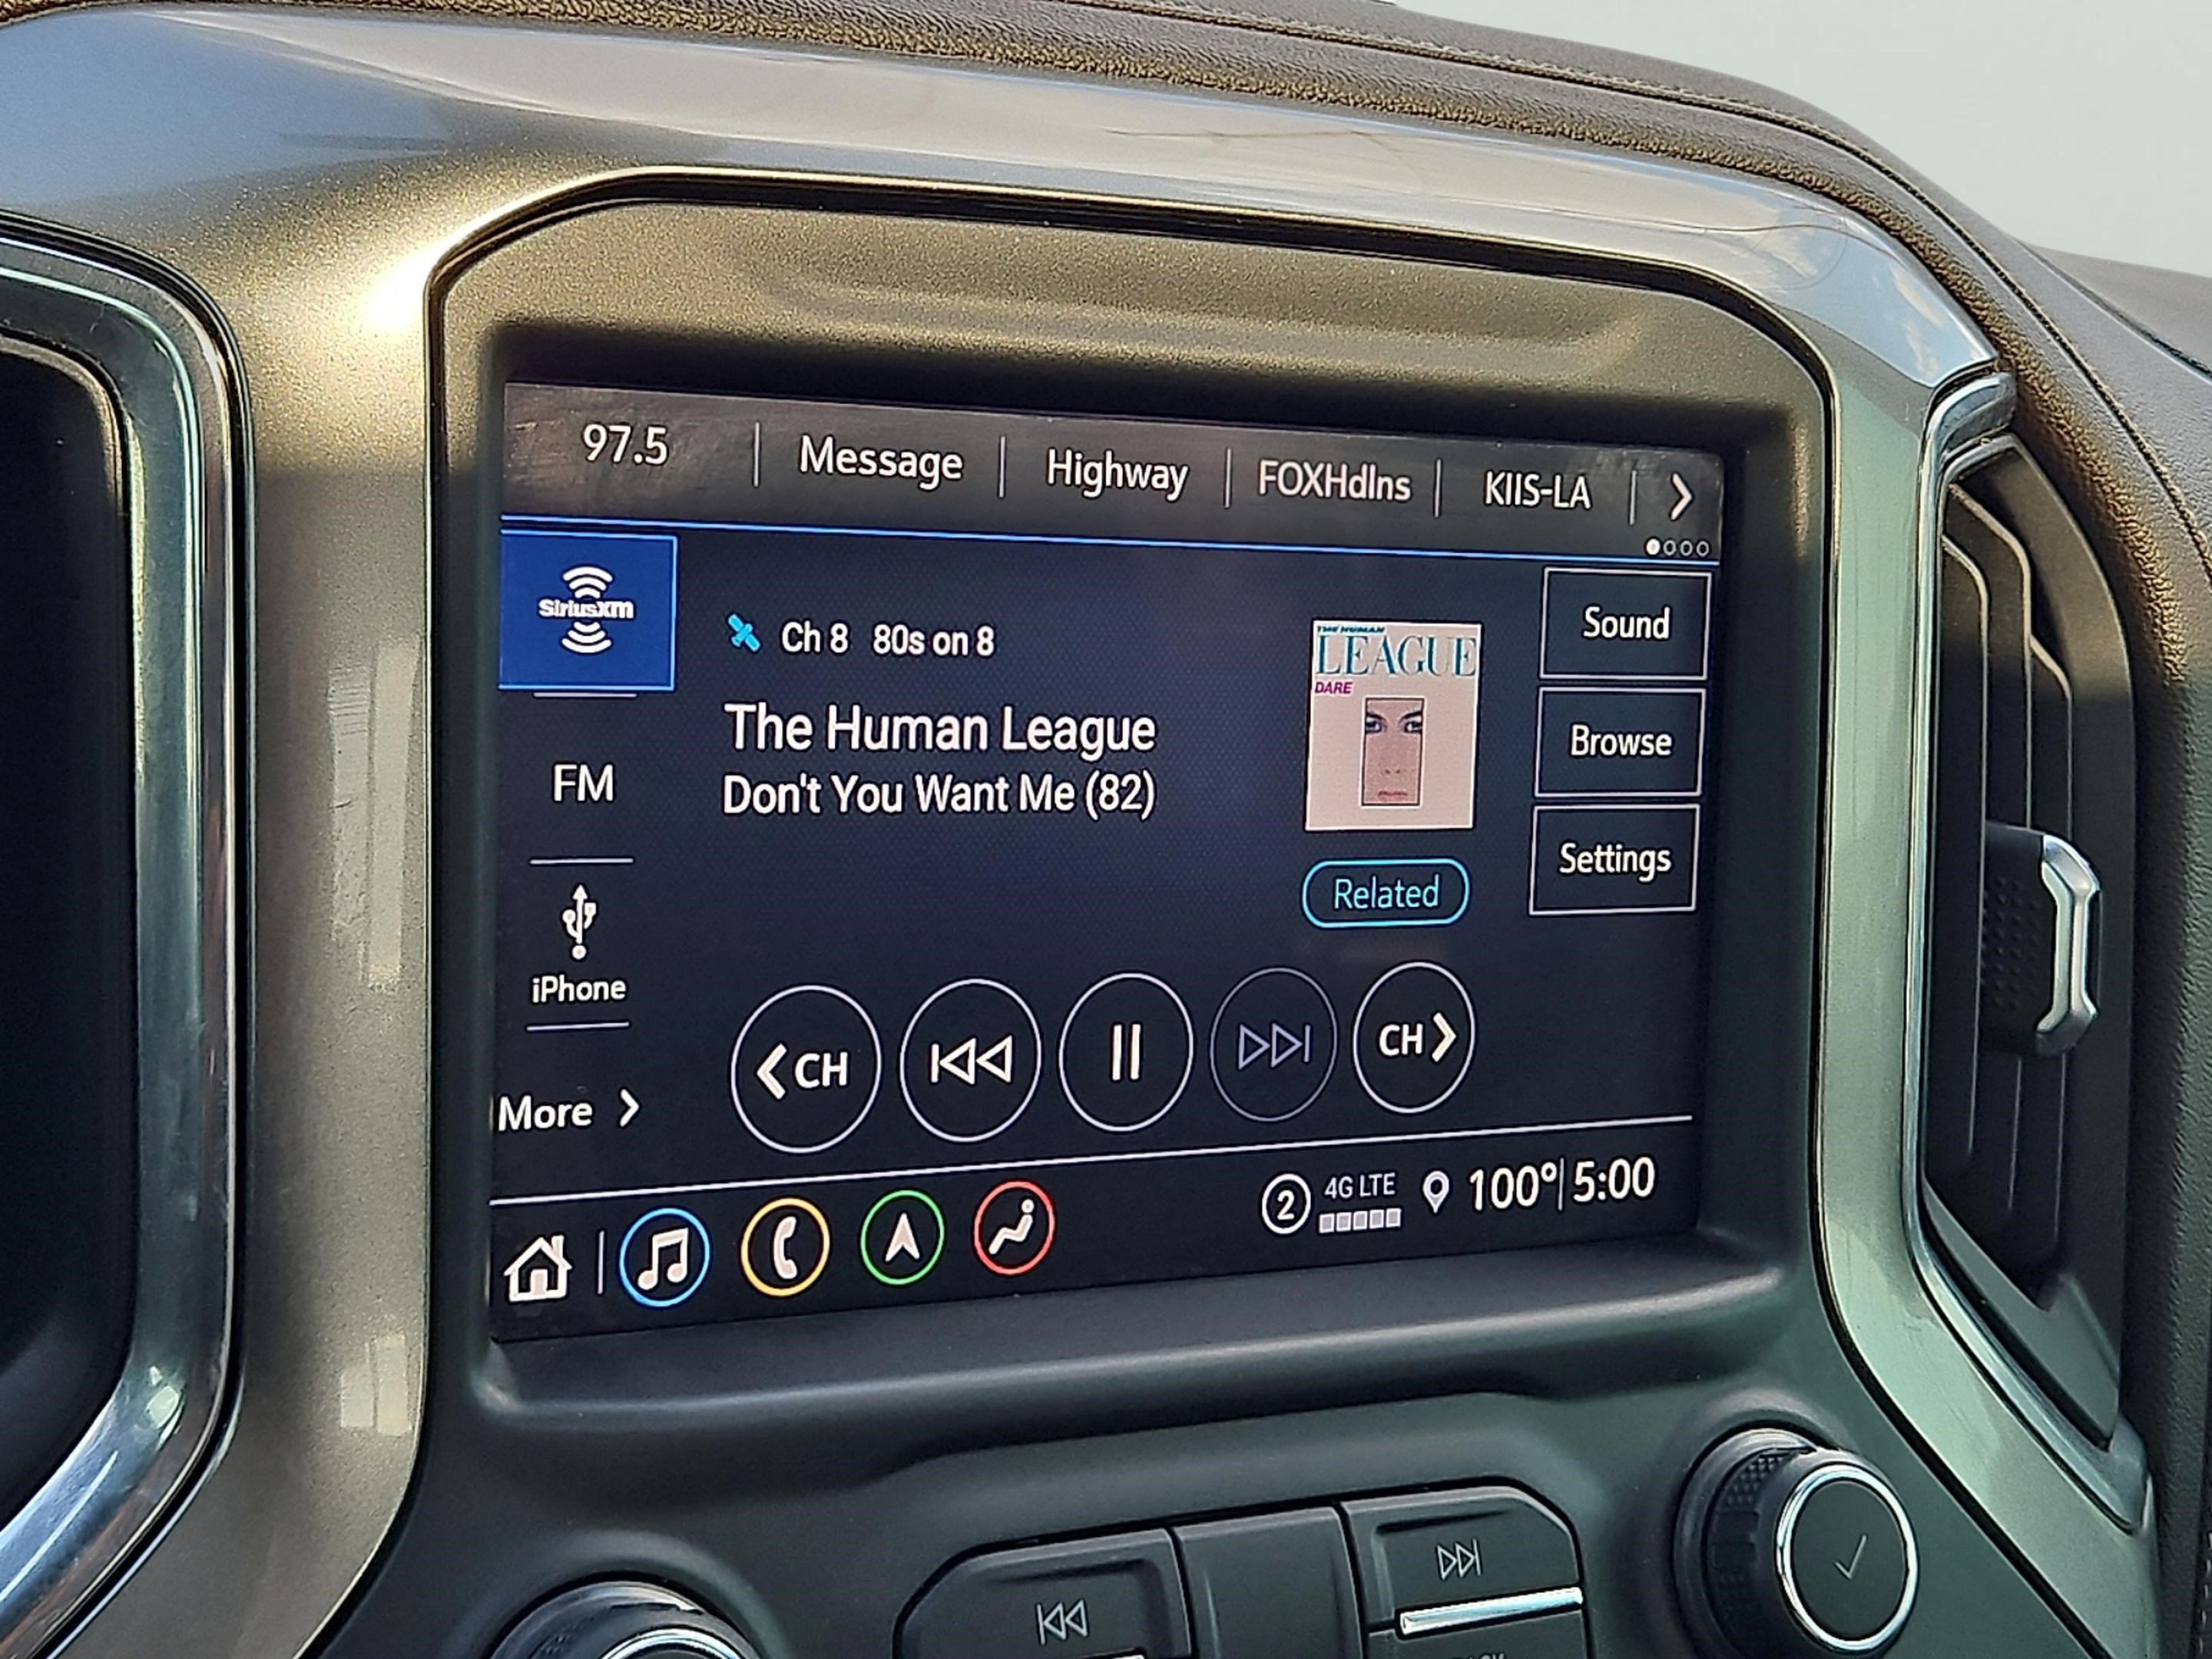 97.5 Message Highway FOXHdlns KIIS-LA
SiriusXM
Ch 8 80s on 8
The Human League
Don't You Want Me (82)
THE HUMAN
LEAGUE
DARE
Sound
Browse
Settings
FM
Related
iPhone
More
CH
CH
2 4G LTE 100° 5:00